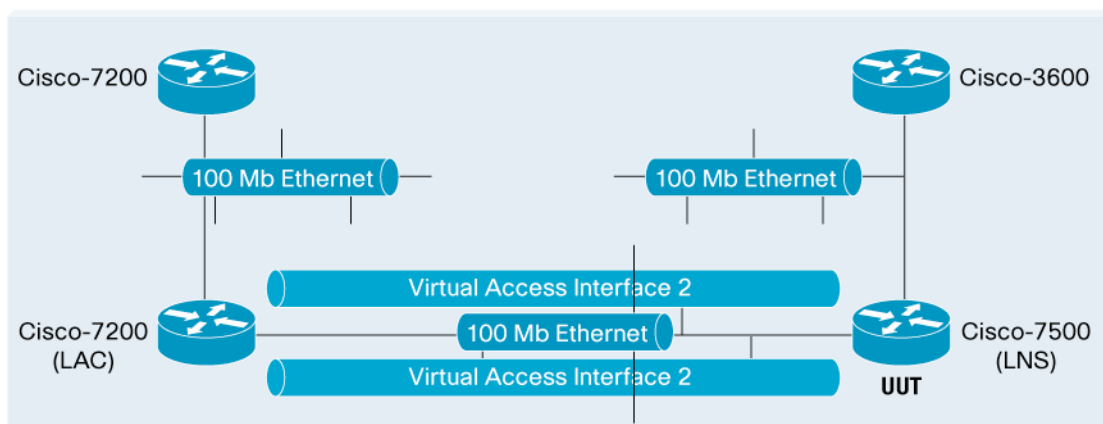 Cisco-7200
Cisco-3600
100 Mb Ethernet
100 Mb Ethernet
Virtual Access Interface 2
Cisco-7200
(LAC)
100 Mb Ethernet
Cisco-7500
(LNS)
Virtual Access Interface 2
UUT